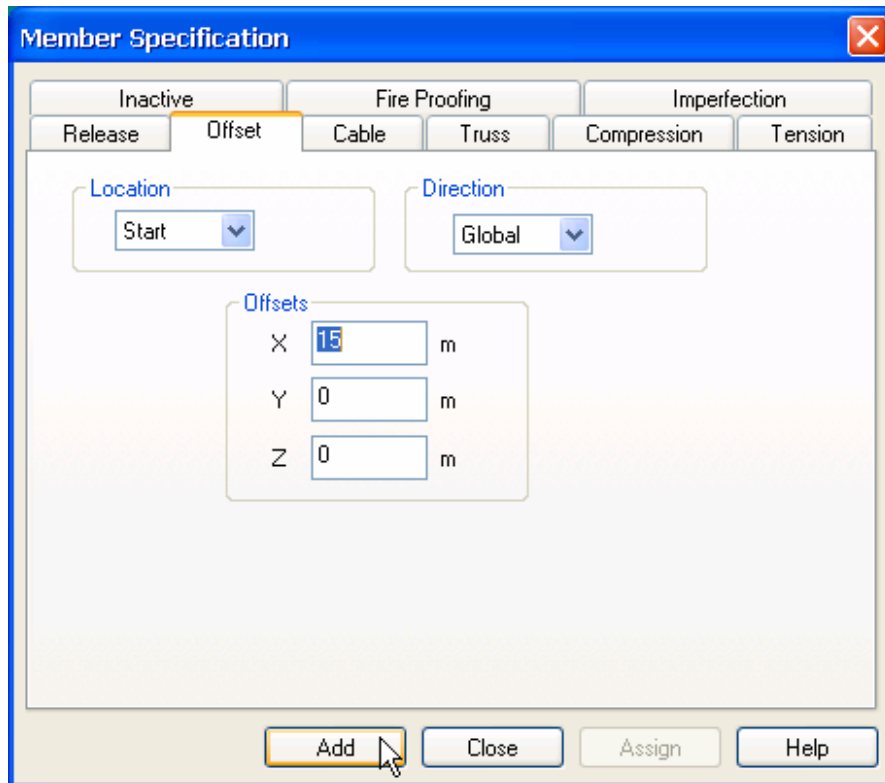 Member Specification
Inactive Fire Proofing Imperfection
Release Offset Cable Truss Compression Tension
Location Direction
Start Global
Offsets
X 15 m
Y 0 m
Z 0 m
Add Close Assign Help